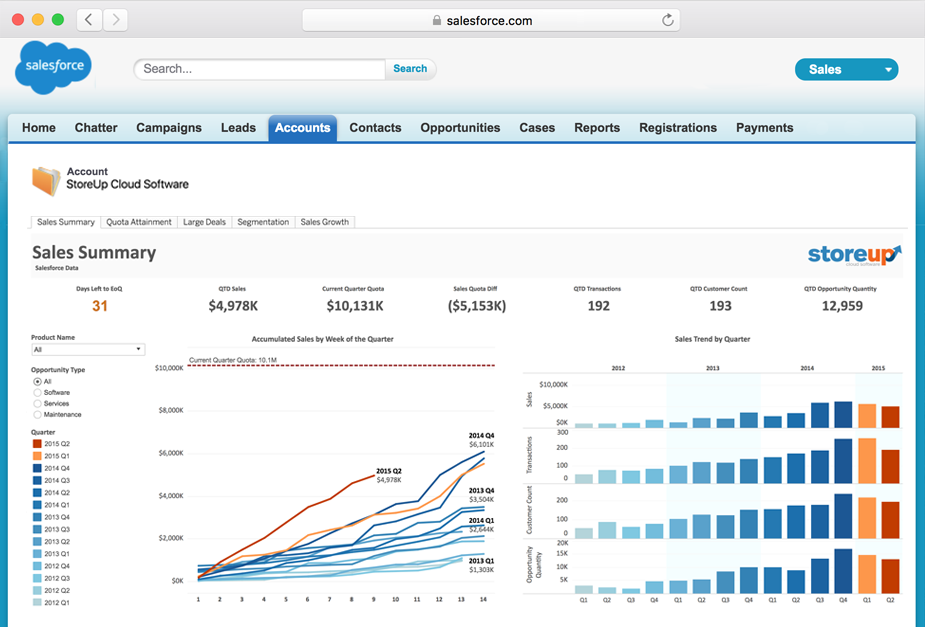 salesforce.com
salesforce
Search...
Search
Sales
Home Chatter Campaigns Leads Accounts Contacts Opportunities Cases Reports Registrations Payments
Account
StoreUp Cloud Software
Sales Summary Quota Attainment Large Deals Segmentation Sales Growth
Sales Summary
Salesforce Data
storeup
cloud software
Days Left to EoQ QTD Sales Current Quarter Quota Sales Quota Diff QTD Transactions QTD Customer Count QTD Opportunity Quantity
31 $4,978K $10,131K ($5,153K) 192 193 12,959
Product Name
All
Opportunity Type
All
Software
Services
Maintenance
Quarter
2015 Q2
2015 Q1
2014 Q4
2014 Q3
2014 Q2
2014 Q1
2013 Q4
2013 Q3
2013 Q2
2013 Q1
2012 Q4
2012 Q3
2012 Q2
2012 Q1
Accumulated Sales by Week of the Quarter
Current Quarter Quota: 10.1M
$10,000K
$8,000K
$6,000K
$4,000K
$2,000K
$0K
2014 Q4
$6,101K
2015 Q2
$4,978K
2013 Q4
$3,504K
2014 Q1
$2,644K
2013 Q1
$1,303K
1 2 3 4 5 6 7 8 9 10 11 12 13 14
Sales Trend by Quarter
2012 2013 2014 2015
Sales
$10,000K
$5,000K
$0K
Transactions
300
200
100
0
Customer Count
200
100
0
Opportunity
Quantity
20K
15K
10K
5K
Q1 Q2 Q3 Q4 Q1 Q2 Q3 Q4 Q1 Q2 Q3 Q4 Q1 Q2